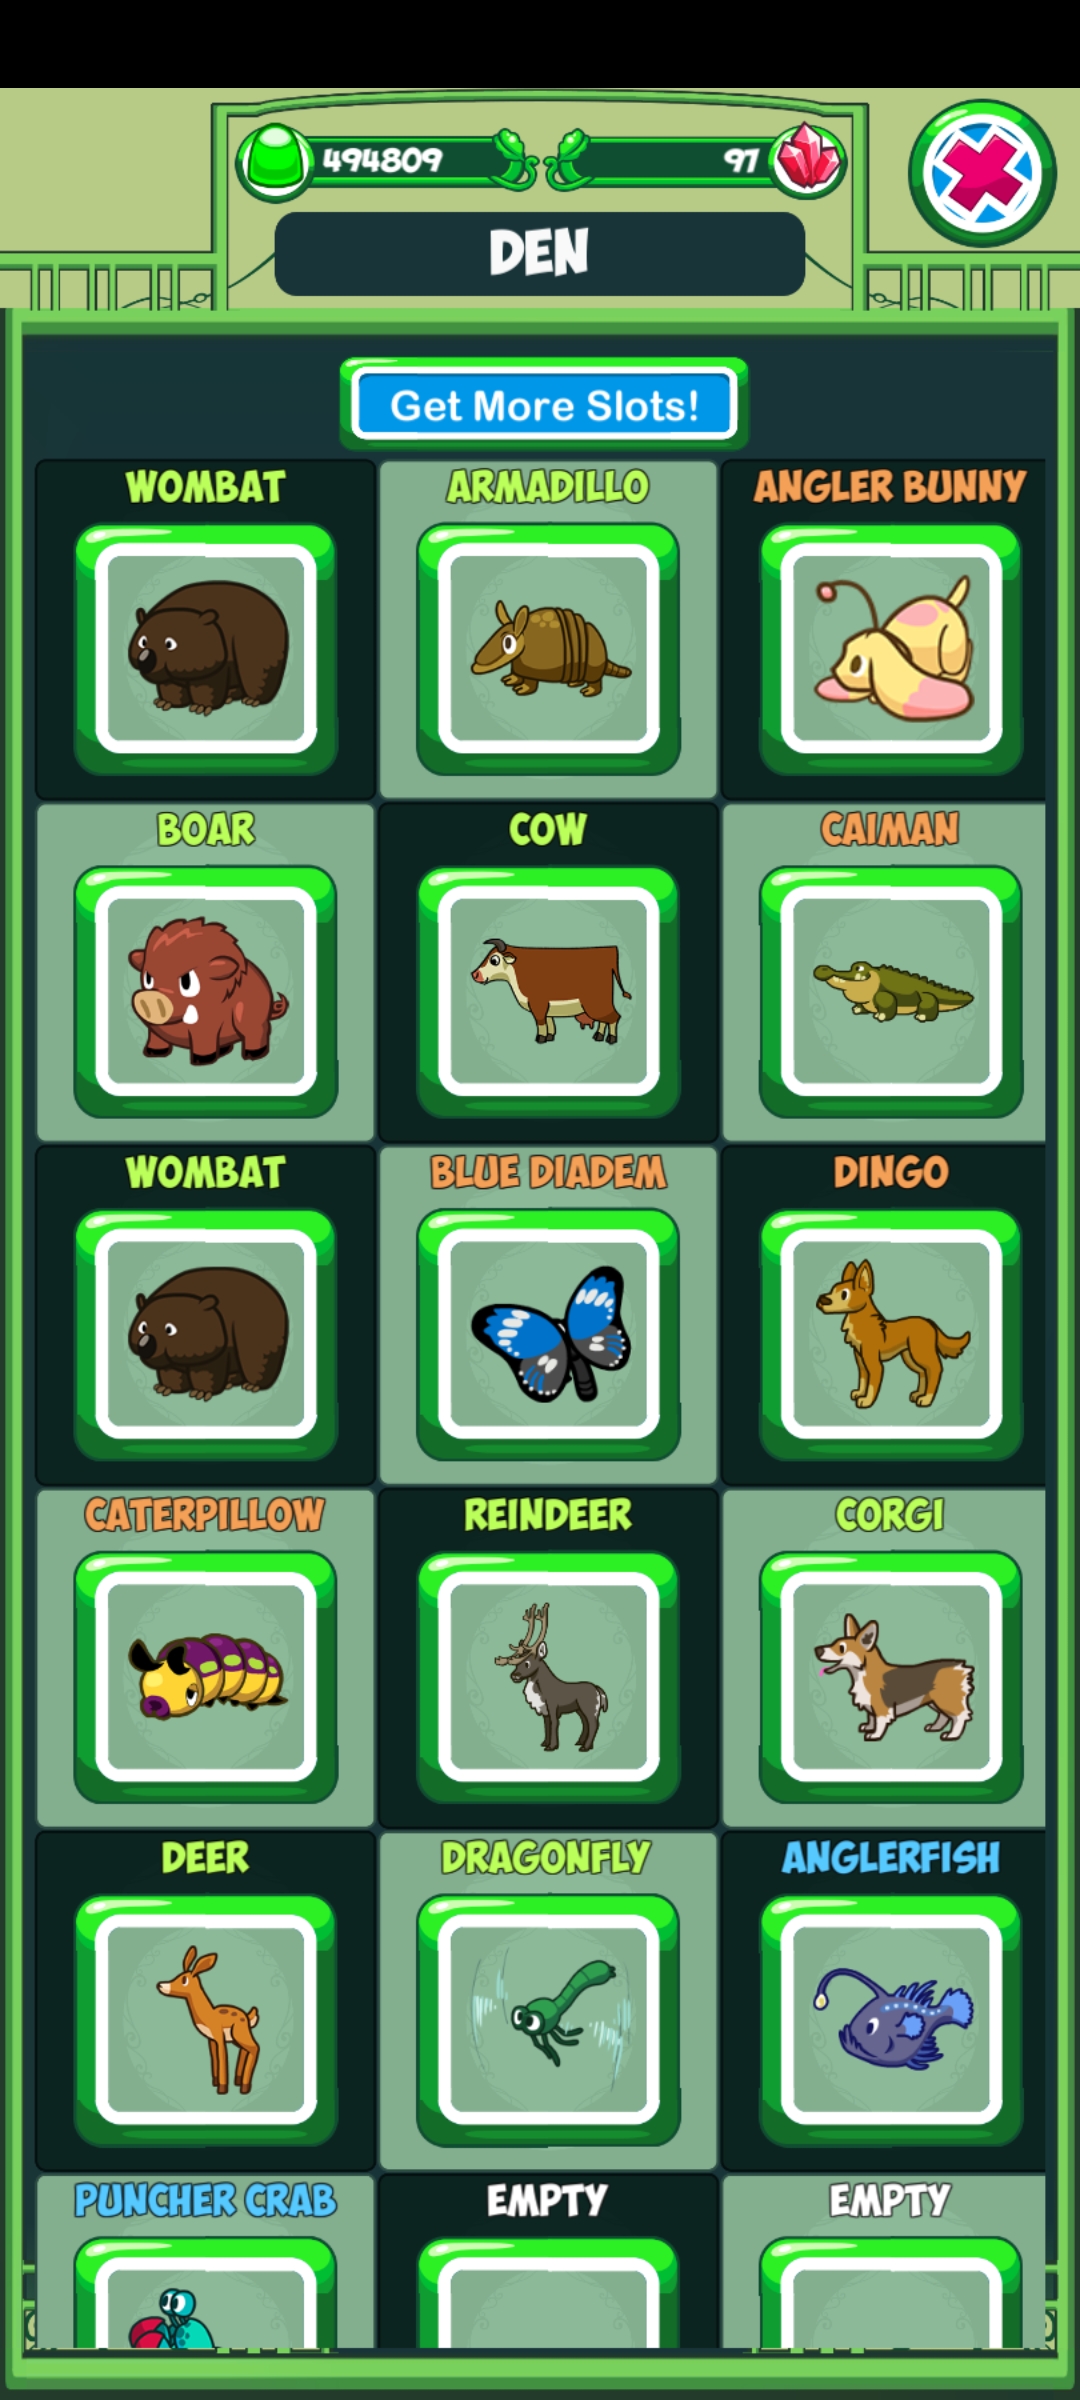 494809
97
DEN
Get More Slots!
WOMBAT
ARMADILLO
ANGLER BUNNY
BOAR
COW
CAIMAN
WOMBAT
BLUE DIADEM
DINGO
CATERPILLOW
REINDEER
CORGI
DEER
DRAGONFLY
ANGLERFISH
PUNCHER CRAB
EMPTY
EMPTY